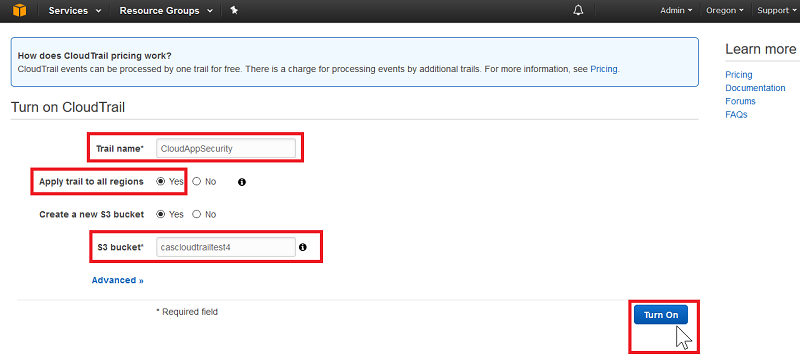 Services Resource Groups Admin Oregon Support
How does CloudTrail pricing work?
CloudTrail events can be processed by one trail for free. There is a charge for processing events by additional trails. For more information, see Pricing.
Learn more
Pricing
Documentation
Forums
FAQs
Turn on CloudTrail
Trail name* CloudAppSecurity
Apply trail to all regions Yes No
Create a new S3 bucket Yes No
S3 bucket* cascloudtrailtest4
Advanced »
* Required field
Turn On